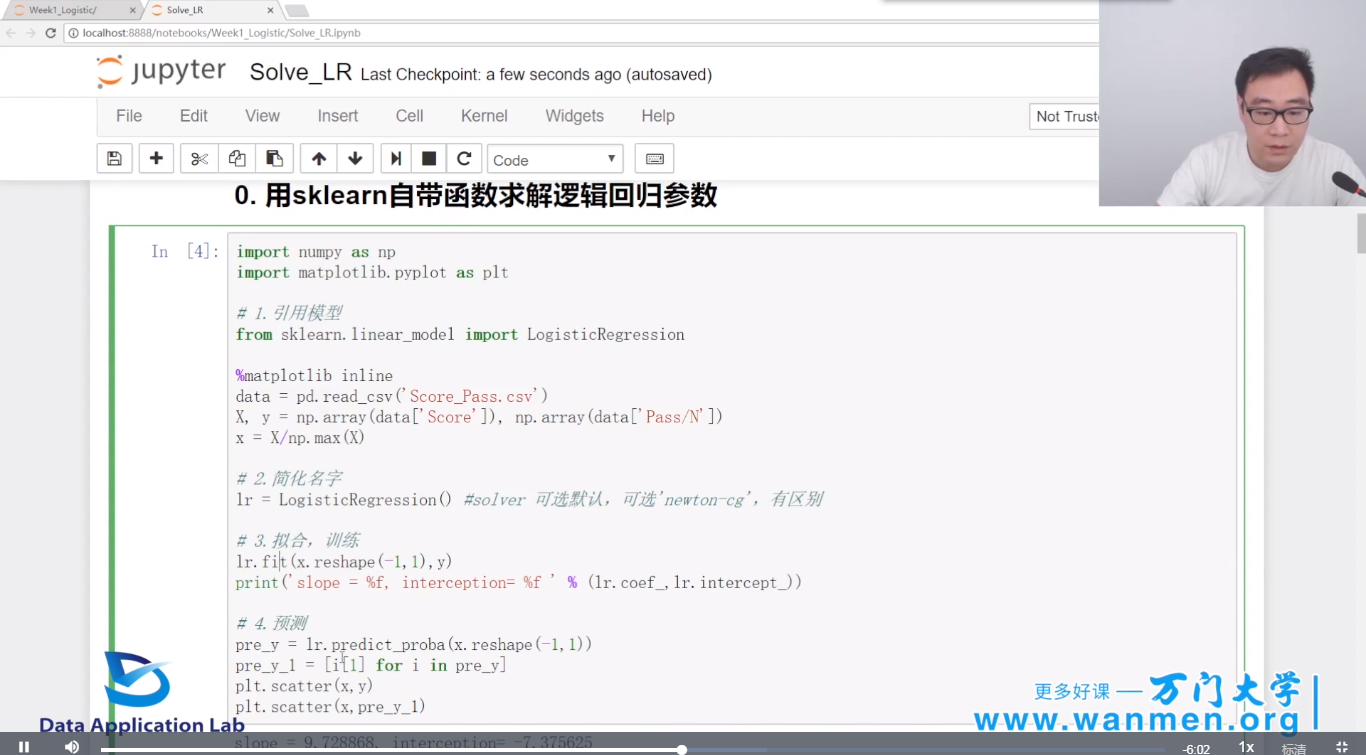 Week1_Logistic/
Solve_LR
localhost:8888/notebooks/Week1_Logistic/Solve_LR.ipynb
jupyter Solve_LR Last Checkpoint: a few seconds ago (autosaved)
File Edit View Insert Cell Kernel Widgets Help
Not Trust
Code
0. 用sklearn自带函数求解逻辑回归参数
In [4]:
import numpy as np
import matplotlib.pyplot as plt
# 1.引用模型
from sklearn.linear_model import LogisticRegression
%matplotlib inline
data = pd.read_csv('Score_Pass.csv')
X, y = np.array(data['Score']), np.array(data['Pass/N'])
x = X/np.max(X)
# 2.简化名字
lr = LogisticRegression() #solver 可选默认，可选'newton-cg'，有区别
# 3.拟合，训练
lr.fit(x.reshape(-1,1),y)
print('slope = %f, interception= %f ' % (lr.coef_,lr.intercept_))
# 4.预测
pre_y = lr.predict_proba(x.reshape(-1,1))
pre_y_1 = [i[1] for i in pre_y]
plt.scatter(x,y)
plt.scatter(x,pre_y_1)
slope = 9.728868, interception= -7.375625
Data Application Lab
更多好课 — 万门大学
www.wanmen.org
-6:02
1x
标清